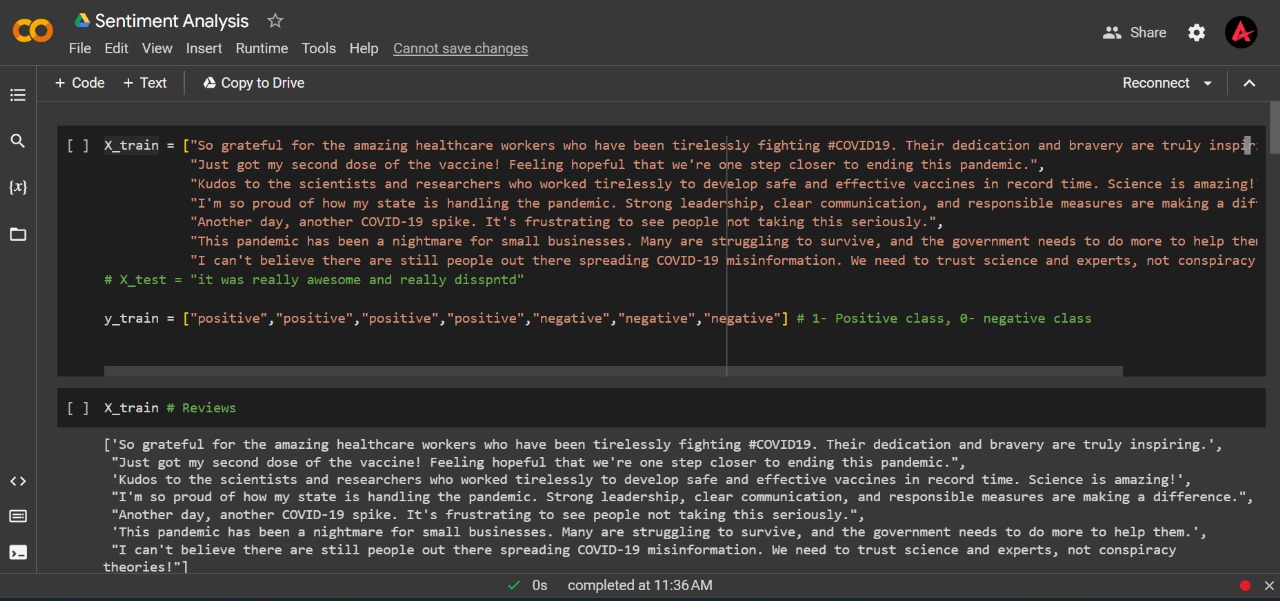 Sentiment Analysis
File Edit View Insert Runtime Tools Help Cannot save changes
Share
+ Code + Text Copy to Drive
Reconnect
[ ] X_train = ["So grateful for the amazing healthcare workers who have been tirelessly fighting #COVID19. Their dedication and bravery are truly inspir
"Just got my second dose of the vaccine! Feeling hopeful that we're one step closer to ending this pandemic.",
"Kudos to the scientists and researchers who worked tirelessly to develop safe and effective vaccines in record time. Science is amazing!
"I'm so proud of how my state is handling the pandemic. Strong leadership, clear communication, and responsible measures are making a dif
"Another day, another COVID-19 spike. It's frustrating to see people not taking this seriously.",
"This pandemic has been a nightmare for small businesses. Many are struggling to survive, and the government needs to do more to help the
"I can't believe there are still people out there spreading COVID-19 misinformation. We need to trust science and experts, not conspiracy
# X_test = "it was really awesome and really disspntd"
y_train = ["positive","positive","positive","positive","negative","negative","negative"] # 1- Positive class, 0- negative class
[ ] X_train # Reviews
['So grateful for the amazing healthcare workers who have been tirelessly fighting #COVID19. Their dedication and bravery are truly inspiring.',
"Just got my second dose of the vaccine! Feeling hopeful that we're one step closer to ending this pandemic.",
'Kudos to the scientists and researchers who worked tirelessly to develop safe and effective vaccines in record time. Science is amazing!',
"I'm so proud of how my state is handling the pandemic. Strong leadership, clear communication, and responsible measures are making a difference.",
"Another day, another COVID-19 spike. It's frustrating to see people not taking this seriously.",
'This pandemic has been a nightmare for small businesses. Many are struggling to survive, and the government needs to do more to help them.',
"I can't believe there are still people out there spreading COVID-19 misinformation. We need to trust science and experts, not conspiracy
theories!"]
0s completed at 11:36 AM